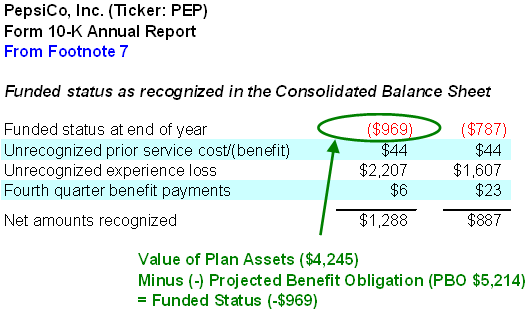 PepsiCo, Inc. (Ticker: PEP)
Form 10-K Annual Report
From Footnote 7
Funded status as recognized in the Consolidated Balance Sheet
Funded status at end of year ($969) ($787)
Unrecognized prior service cost/(benefit) $44 $44
Unrecognized experience loss $2,207 $1,607
Fourth quarter benefit payments $6 $23
Net amounts recognized $1,288 $887
Value of Plan Assets ($4,245)
Minus (-) Projected Benefit Obligation (PBO $5,214)
= Funded Status (-$969)